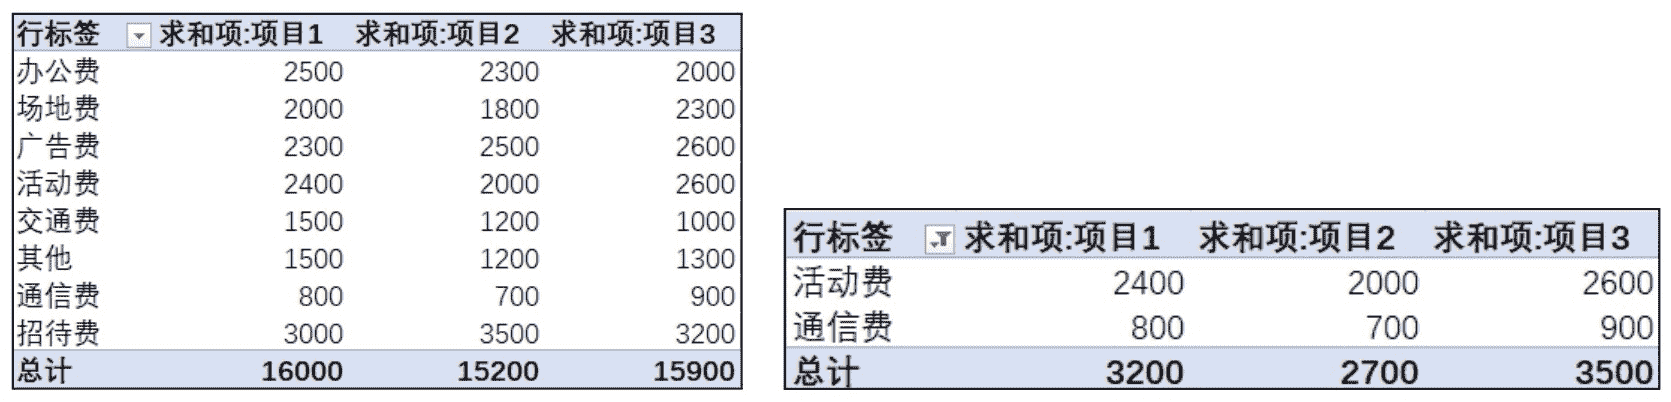 行标签 求和项:项目1 求和项:项目2 求和项:项目3
办公费 2500 2300 2000
场地费 2000 1800 2300
广告费 2300 2500 2600
活动费 2400 2000 2600
交通费 1500 1200 1000
其他 1500 1200 1300
通信费 800 700 900
招待费 3000 3500 3200
总计 16000 15200 15900
行标签 求和项:项目1 求和项:项目2 求和项:项目3
活动费 2400 2000 2600
通信费 800 700 900
总计 3200 2700 3500